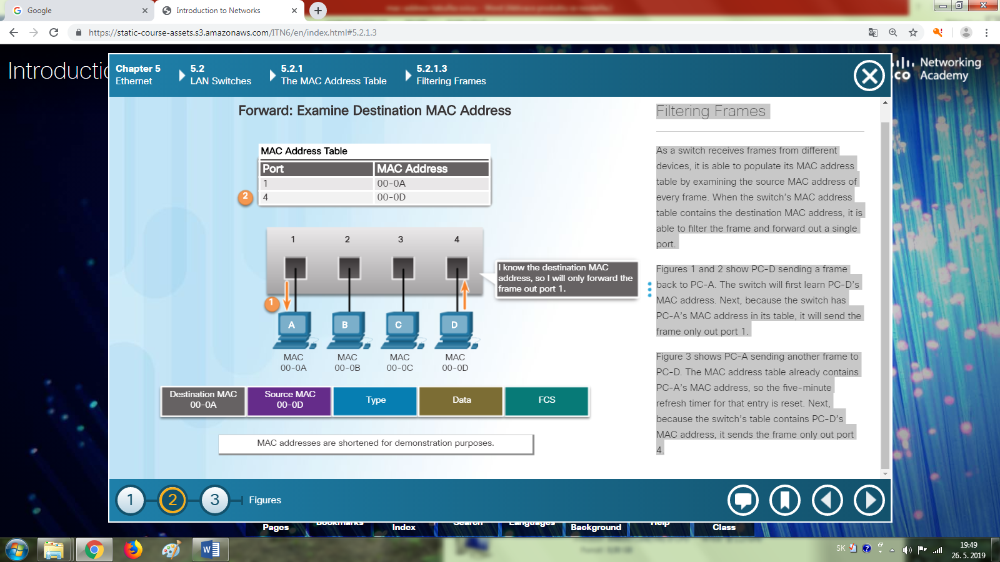 Google
Introduction to Networks
https://static-course-assets.s3.amazonaws.com/ITN6/en/index.html#5.2.1.3
Introductio
Networking
Academy
Chapter 5
Ethernet
5.2
LAN Switches
5.2.1
The MAC Address Table
5.2.1.3
Filtering Frames
Forward: Examine Destination MAC Address
MAC Address Table
Port MAC Address
1 00-0A
2
4 00-0D
1 2 3 4
I know the destination MAC
address, so I will only forward the
frame out port 1.
1
A B C D
MAC MAC MAC MAC
00-0A 00-0B 00-0C 00-0D
Destination MAC
00-0A
Source MAC
00-0D
Type
Data
FCS
MAC addresses are shortened for demonstration purposes.
Filtering Frames
As a switch receives frames from different
devices, it is able to populate its MAC address
table by examining the source MAC address of
every frame. When the switch's MAC address
table contains the destination MAC address, it is
able to filter the frame and forward out a single
port.
Figures 1 and 2 show PC-D sending a frame
back to PC-A. The switch will first learn PC-D's
MAC address. Next, because the switch has
PC-A's MAC address in its table, it will send the
frame only out port 1.
Figure 3 shows PC-A sending another frame to
PC-D. The MAC address table already contains
PC-A's MAC address, so the five-minute
refresh timer for that entry is reset. Next,
because the switch's table contains PC-D's
MAC address, it sends the frame only out port
4.
1 2 3 Figures
Pages
Bookmarks
Index
Search
Languages
Background
Help
Class
SK
19:49
26. 5. 2019